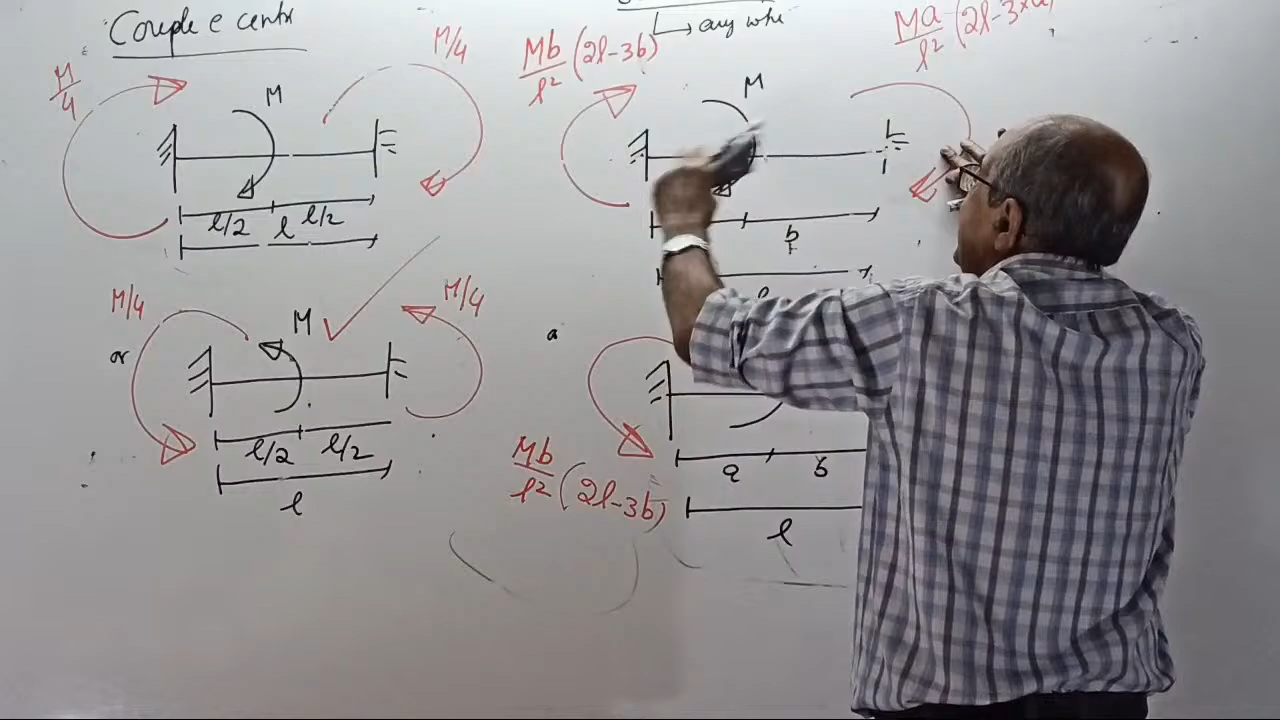 Couple @ centr
M/4
M
M/4
l/2
l/2
l
M/4
or
M
M/4
l/2
l/2
l
any whe
Mb/l² (2l-3b)
M
Ma/l² (2l-3×a)
b
l
a
b
Mb/l² (2l-3b)
l